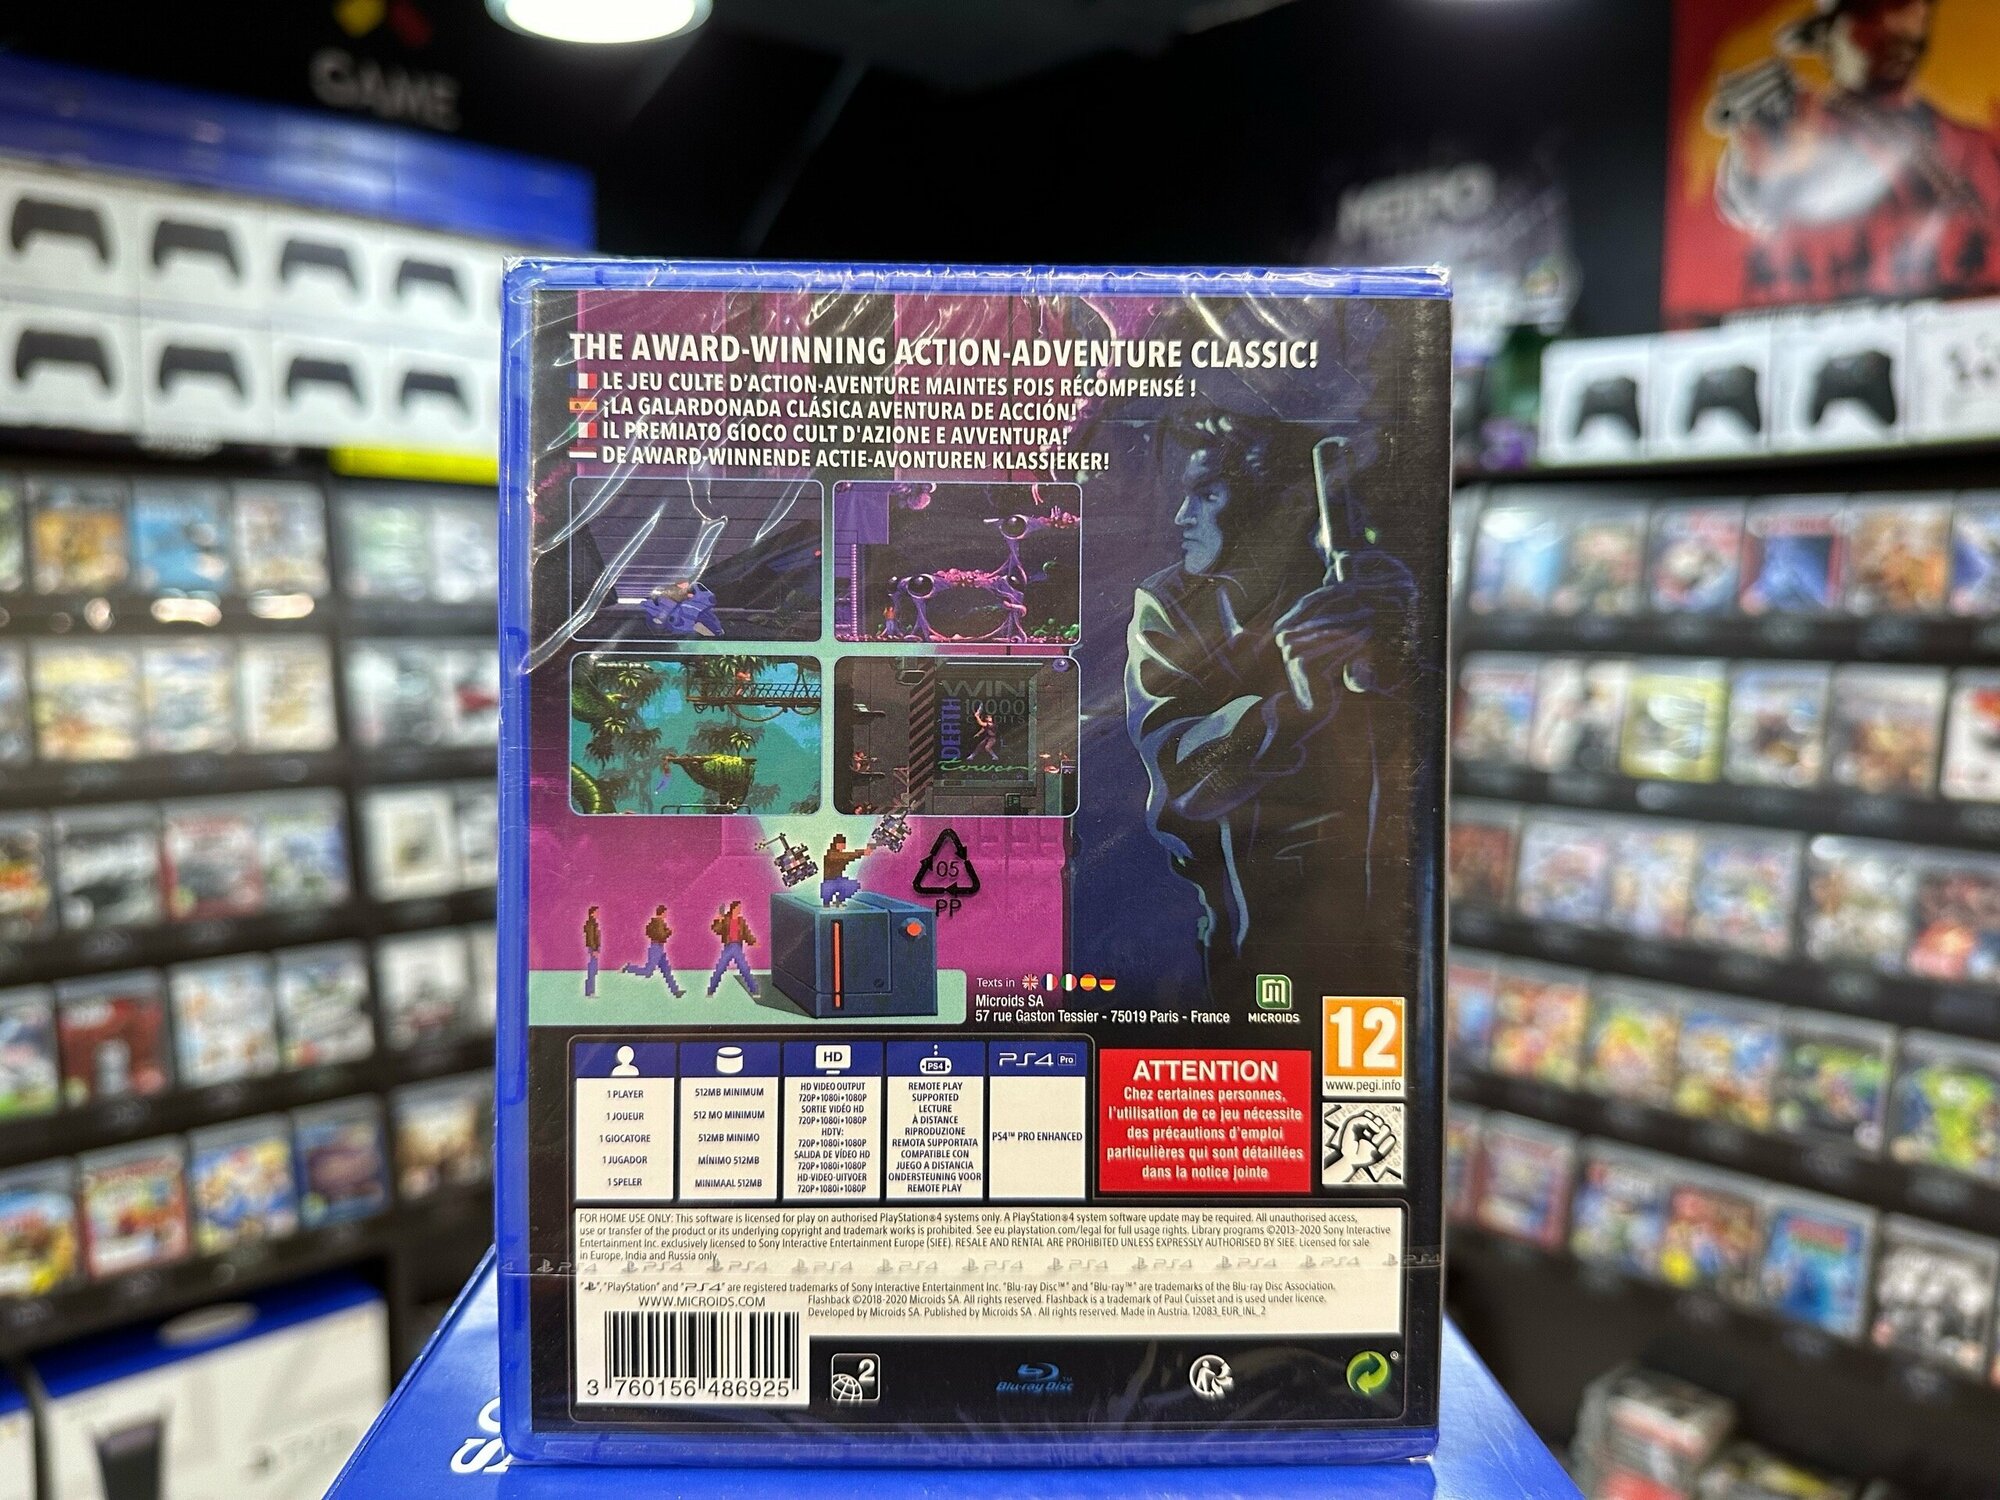 GAME
THE AWARD-WINNING ACTION-ADVENTURE CLASSIC!
LE JEU CULTE D'ACTION-AVENTURE MAINTES FOIS RÉCOMPENSÉ !
¡LA GALARDONADA CLÁSICA AVENTURA DE ACCIÓN!
IL PREMIATO GIOCO CULT D'AZIONE E AVVENTURA!
DE AWARD-WINNENDE ACTIE-AVONTUREN KLASSIEKER!
WIN!
10000
DEATH
Tower
05
PP
Texts in
Microids SA
57 rue Gaston Tessier - 75019 Paris - France
MICROIDS
12
www.pegi.info
HD
PS4
PS4 Pro
1 PLAYER
1 JOUEUR
1 GIOCATORE
1 JUGADOR
1 SPELER
512MB MINIMUM
512 MO MINIMUM
512MB MINIMO
MÍNIMO 512MB
MINIMAAL 512MB
HD VIDEO OUTPUT
720P•1080i•1080P
SORTIE VIDÉO HD
720P•1080i•1080P
HDTV:
720P•1080i•1080P
SALIDA DE VÍDEO HD
720P•1080i•1080P
HD-VIDEO-UITVOER
720P•1080i•1080P
REMOTE PLAY
SUPPORTED
LECTURE
À DISTANCE
RIPRODUZIONE
REMOTA SUPPORTATA
COMPATIBLE CON
JUEGO A DISTANCIA
ONDERSTEUNING VOOR
REMOTE PLAY
PS4™ PRO ENHANCED
ATTENTION
Chez certaines personnes,
l'utilisation de ce jeu nécessite
des précautions d'emploi
particulières qui sont détaillées
dans la notice jointe
FOR HOME USE ONLY: This software is licensed for play on authorised PlayStation®4 systems only. A PlayStation®4 system software update may be required. All unauthorised access,
use or transfer of the product or its underlying copyright and trademark works is prohibited. See eu.playstation.com/legal for full usage rights. Library programs ©2013-2020 Sony Interactive
Entertainment Inc. exclusively licensed to Sony Interactive Entertainment Europe (SIEE). RESALE AND RENTAL ARE PROHIBITED UNLESS EXPRESSLY AUTHORISED BY SIEE. Licensed for sale
in Europe, India and Russia only.
"PlayStation" and "PS4" are registered trademarks of Sony Interactive Entertainment Inc. "Blu-ray Disc™" and "Blu-ray™" are trademarks of the Blu-ray Disc Association.
WWW.MICROIDS.COM
Flashback ©2018-2020 Microids SA. All rights reserved. Flashback is a trademark of Paul Cuisset and is used under licence.
Developed by Microids SA. Published by Microids SA . All rights reserved. Made in Austria. 12083_EUR_INL_2
3 760156 486925
2
Blu-ray Disc